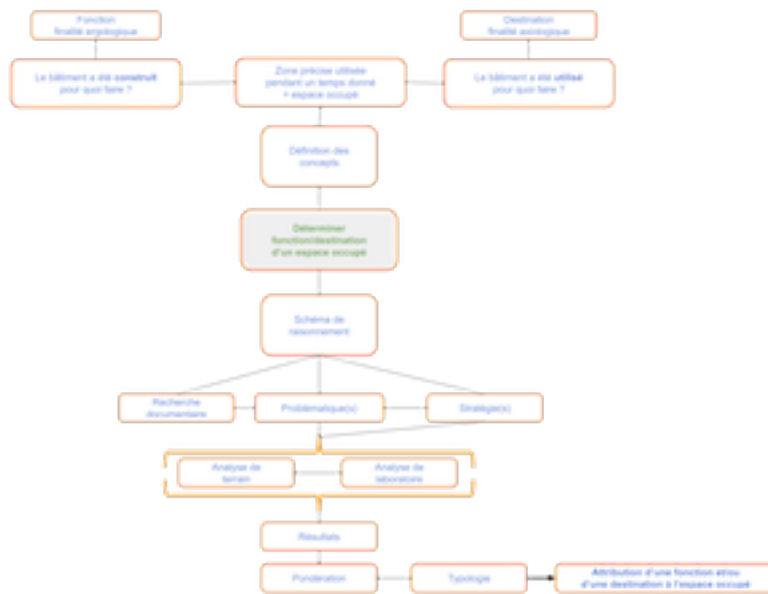 Fonction
finalité ergologique
Destination
finalité axiologique
Le bâtiment a été construit
pour quoi faire ?
Zone précise utilisée
pendant un temps donné
= espace occupé
Le bâtiment a été utilisé
pour quoi faire ?
Définition des
concepts
Déterminer
fonction/destination
d'un espace occupé
Schéma de
raisonnement
Recherche
documentaire
Problématique(s)
Stratégie(s)
Analyse de
terrain
Analyse de
laboratoire
Résultats
Pondération
Typologie
Attribution d'une fonction et/ou
d'une destination à l'espace occupé